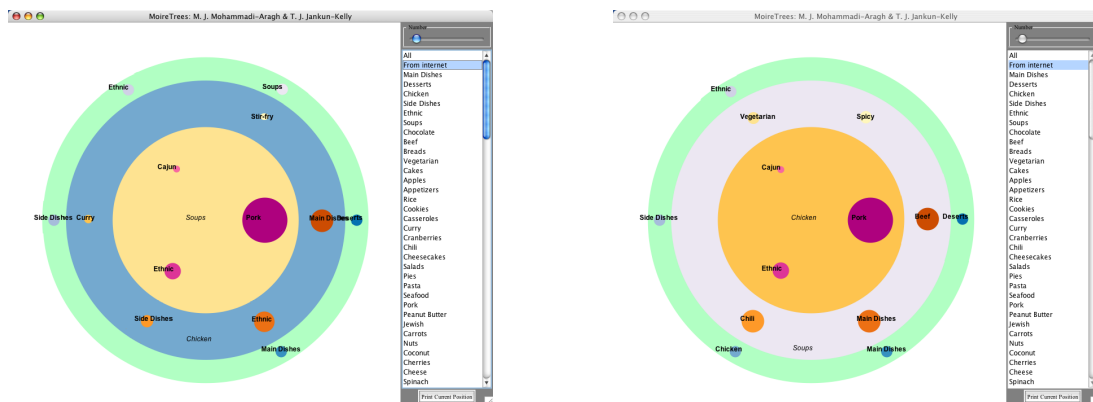 MoireTrees: M. J. Mohammadi-Aragh & T. J. Jankun-Kelly
Number
Ethnic
Soups
Stirfry
Cajun
Side Dishes
Curry
Soups
Pork
Main Dishes
Deserts
Ethnic
Side Dishes
Ethnic
Chicken
Main Dishes
All
From internet
Main Dishes
Desserts
Chicken
Side Dishes
Ethnic
Soups
Chocolate
Beef
Breads
Vegetarian
Cakes
Apples
Appetizers
Rice
Cookies
Casseroles
Curry
Cranberries
Chili
Cheesecakes
Salads
Pies
Pasta
Seafood
Pork
Peanut Butter
Jewish
Carrots
Nuts
Coconut
Cherries
Cheese
Spinach
Print Current Position
MoireTrees: M. J. Mohammadi-Aragh & T. J. Jankun-Kelly
Number
Ethnic
Vegetarian
Spicy
Cajun
Side Dishes
Chicken
Pork
Beef
Deserts
Ethnic
Chili
Main Dishes
Chicken
Soups
Main Dishes
All
From internet
Main Dishes
Desserts
Chicken
Side Dishes
Ethnic
Soups
Chocolate
Beef
Breads
Vegetarian
Cakes
Apples
Appetizers
Rice
Cookies
Casseroles
Curry
Cranberries
Chili
Cheesecakes
Salads
Pies
Pasta
Seafood
Pork
Peanut Butter
Jewish
Carrots
Nuts
Coconut
Cherries
Cheese
Spinach
Print Current Position